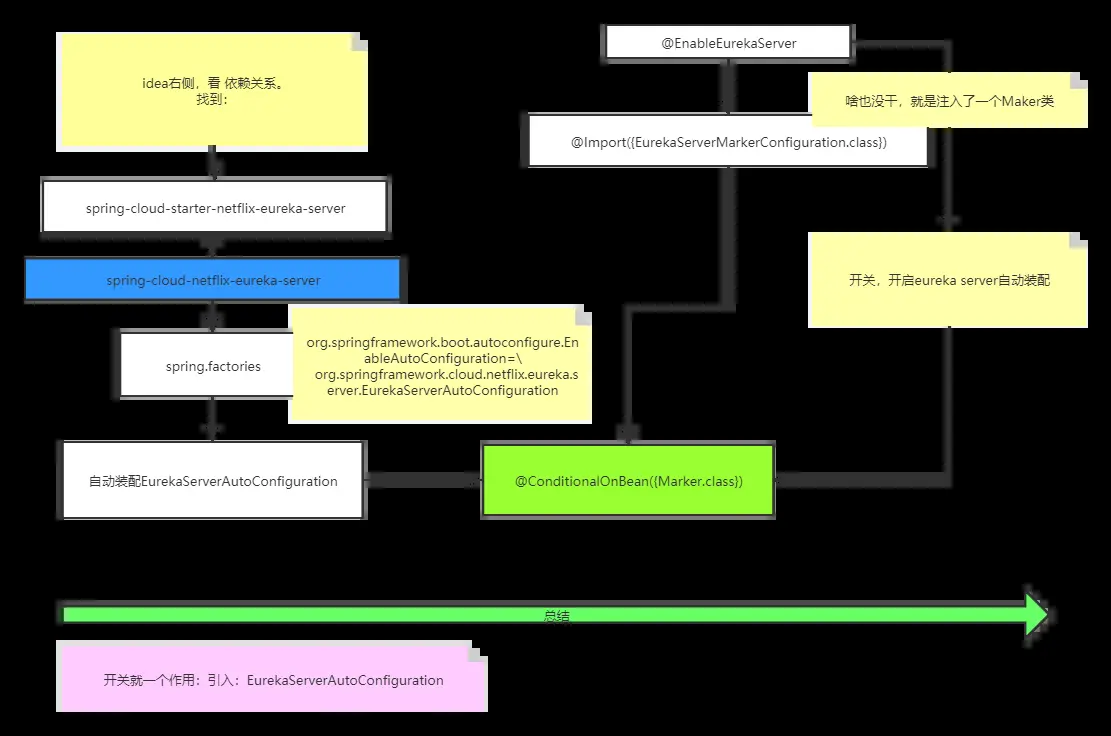 idea右侧，看 依赖关系。
找到：
spring-cloud-starter-netflix-eureka-server
spring-cloud-netflix-eureka-server
spring.factories
org.springframework.boot.autoconfigure.En
ableAutoConfiguration=\
org.springframework.cloud.netflix.eureka.s
erver.EurekaServerAutoConfiguration
自动装配EurekaServerAutoConfiguration
@EnableEurekaServer
啥也没干，就是注入了一个Maker类
@Import({EurekaServerMarkerConfiguration.class})
开关，开启eureka server自动装配
@ConditionalOnBean({Marker.class})
总结
开关就一个作用：引入：EurekaServerAutoConfiguration